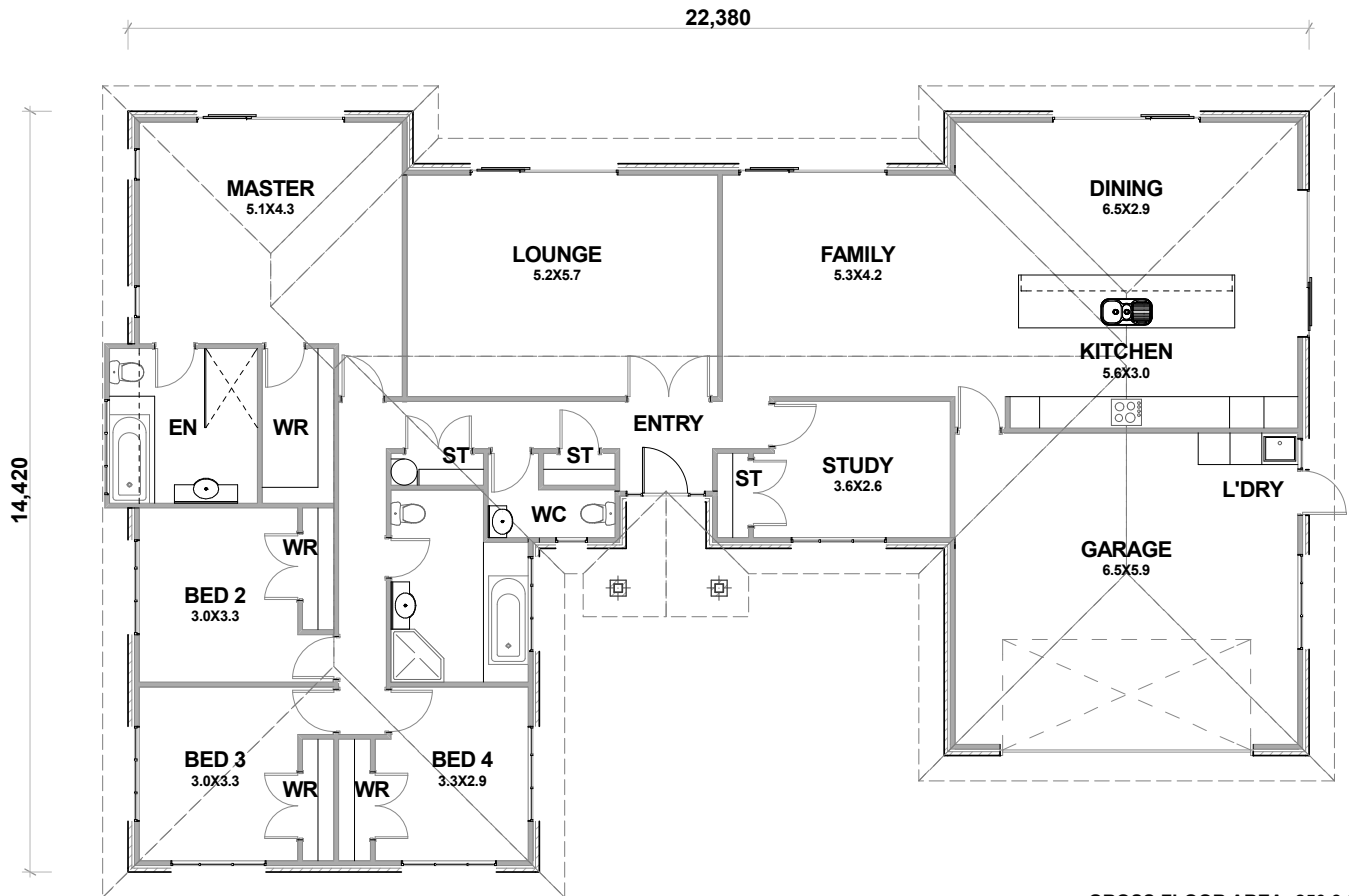 22,380
14,420
MASTER
5.1X4.3
LOUNGE
5.2X5.7
FAMILY
5.3X4.2
DINING
6.5X2.9
KITCHEN
5.6X3.0
EN
WR
ST
ST
ENTRY
ST
STUDY
3.6X2.6
L'DRY
WC
GARAGE
6.5X5.9
WR
BED 2
3.0X3.3
BED 3
3.0X3.3
WR
WR
BED 4
3.3X2.9